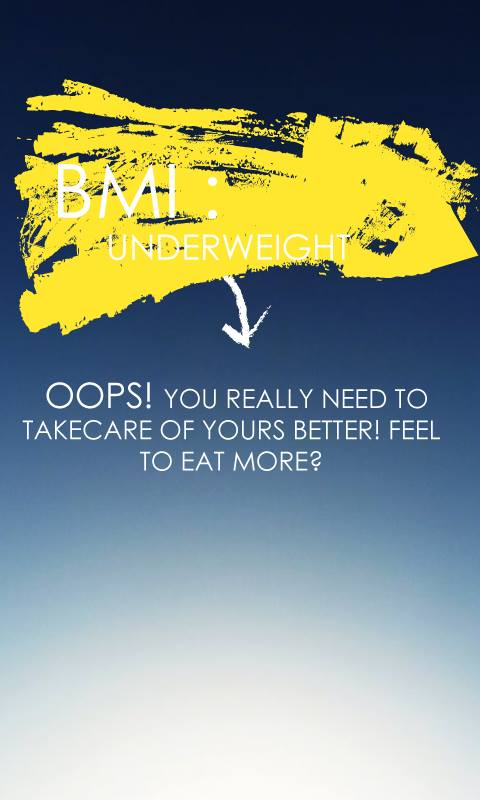 BMI :
UNDERWEIGHT
OOPS! YOU REALLY NEED TO
TAKECARE OF YOURS BETTER! FEEL
TO EAT MORE?